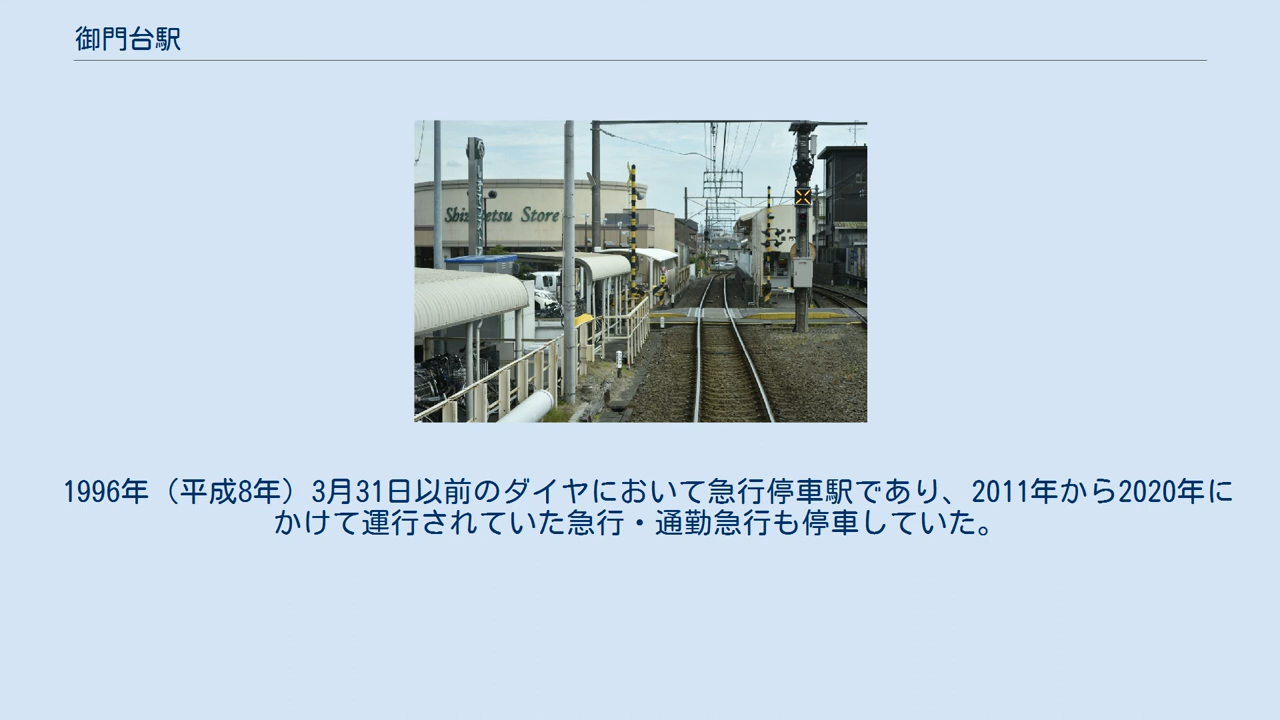 御門台駅
Store
1996年（平成8年）3月31日以前のダイヤにおいて急行停車駅であり、2011年から2020年に
かけて運行されていた急行・通勤急行も停車していた。